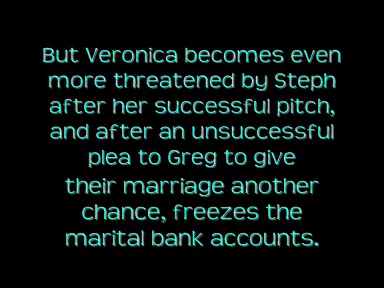 But Veronica becomes even
more threatened by Steph
after her successful pitch,
and after an unsuccessful
plea to Greg to give
their marriage another
chance, freezes the
marital bank accounts.